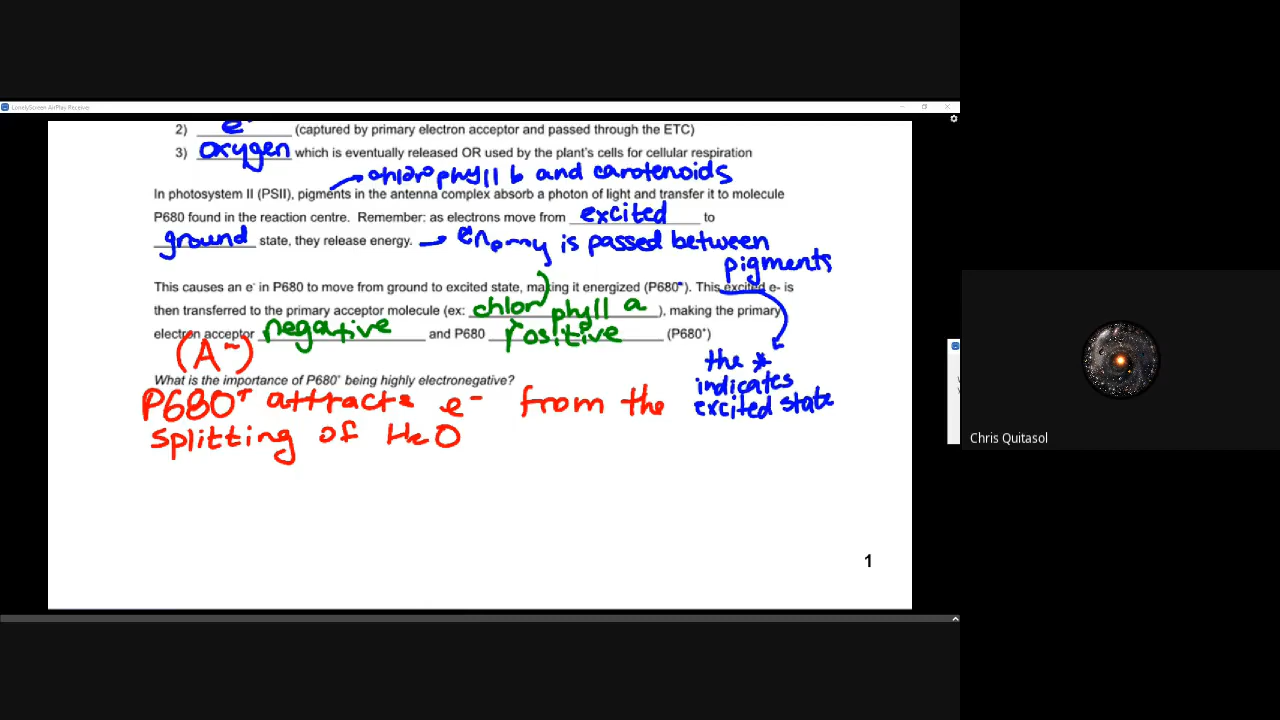 LonelyScreen AirPlay Receiver
2) e⁻ (captured by primary electron acceptor and passed through the ETC)
3) oxygen which is eventually released OR used by the plant's cells for cellular respiration
chlorophyll b and carotenoids
In photosystem II (PSII), pigments in the antenna complex absorb a photon of light and transfer it to molecule
P680 found in the reaction centre. Remember: as electrons move from excited to
ground state, they release energy. → energy is passed between
pigments
This causes an e⁻ in P680 to move from ground to excited state, making it energized (P680*). This excited e- is
then transferred to the primary acceptor molecule (ex: chlorophyll a), making the primary
electron acceptor negative and P680 positive (P680⁺)
(A⁻)
the *
indicates
excited state
What is the importance of P680⁺ being highly electronegative?
P680⁺ attracts e⁻ from the
splitting of H₂O
1
Chris Quitasol